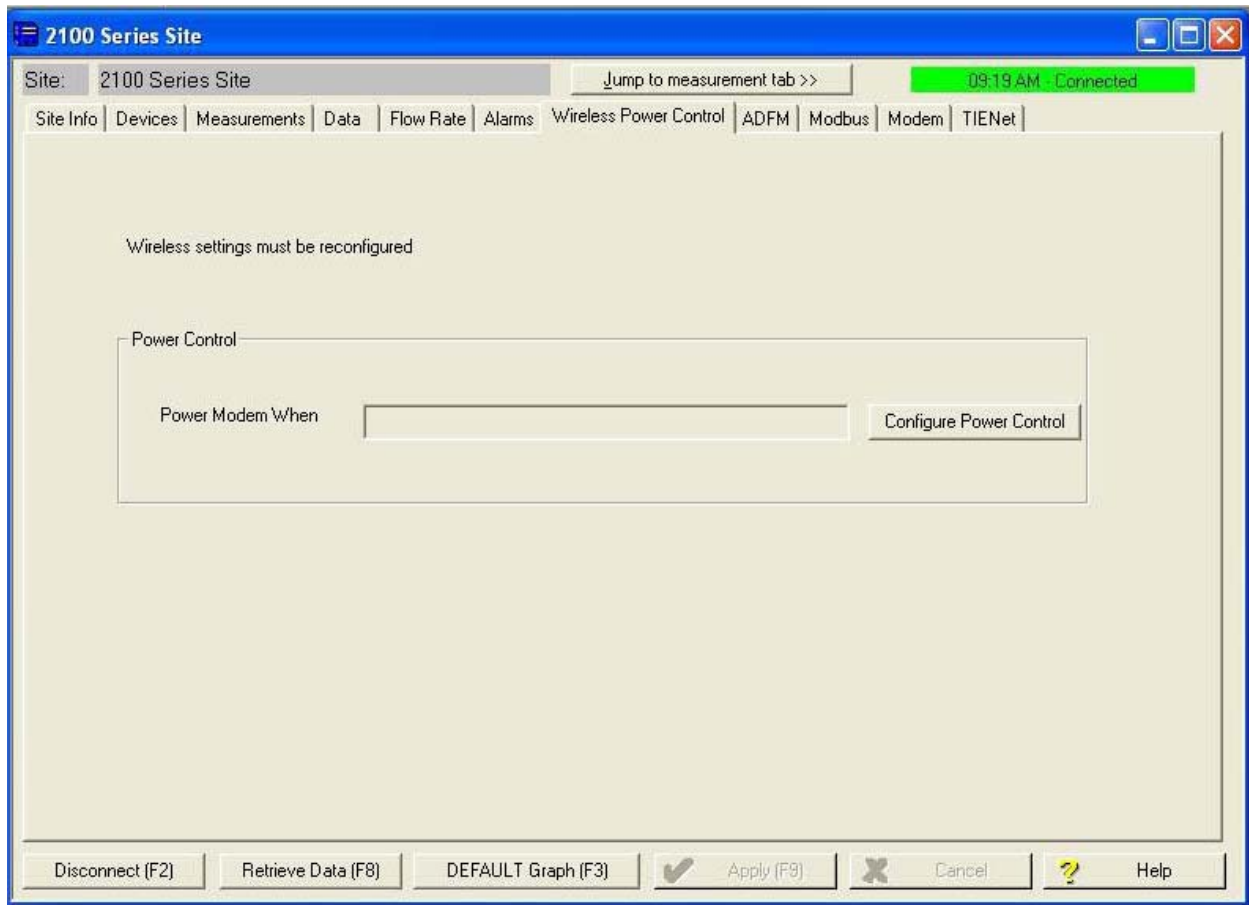 2100 Series Site
Site: 2100 Series Site Jump to measurement tab >> 09:19 AM - Connected
Site Info Devices Measurements Data Flow Rate Alarms Wireless Power Control ADFM Modbus Modem TIENet
Wireless settings must be reconfigured
Power Control
Power Modem When Configure Power Control
Disconnect (F2) Retrieve Data (F8) DEFAULT Graph (F3) Apply (F9) Cancel ? Help